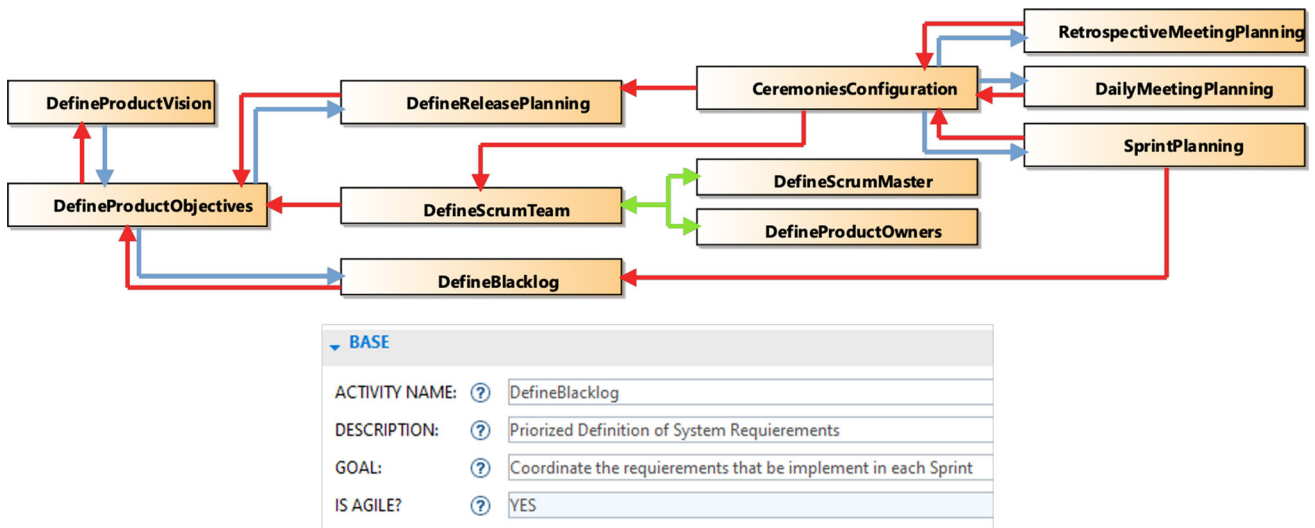 RetrospectiveMeetingPlanning
DefineProductVision
DefineReleasePlanning
CeremoniesConfiguration
DailyMeetingPlanning
SprintPlanning
DefineScrumMaster
DefineProductObjectives
DefineScrumTeam
DefineProductOwners
DefineBlacklog
BASE
ACTIVITY NAME: ? DefineBlacklog
DESCRIPTION: ? Priorized Definition of System Requierements
GOAL: ? Coordinate the requierements that be implement in each Sprint
IS AGILE? ? YES